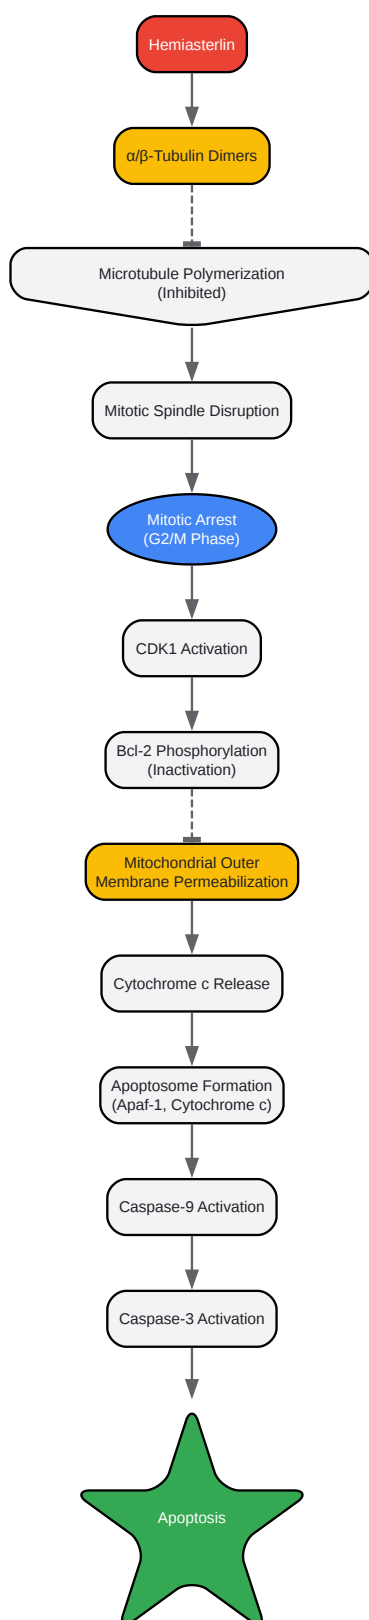 Hemiasterlin
α/β-Tubulin Dimers
Microtubule Polymerization
(Inhibited)
Mitotic Spindle Disruption
Mitotic Arrest
(G2/M Phase)
CDK1 Activation
Bcl-2 Phosphorylation
(Inactivation)
Mitochondrial Outer
Membrane Permeabilization
Cytochrome c Release
Apoptosome Formation
(Apaf-1, Cytochrome c)
Caspase-9 Activation
Caspase-3 Activation
Apoptosis